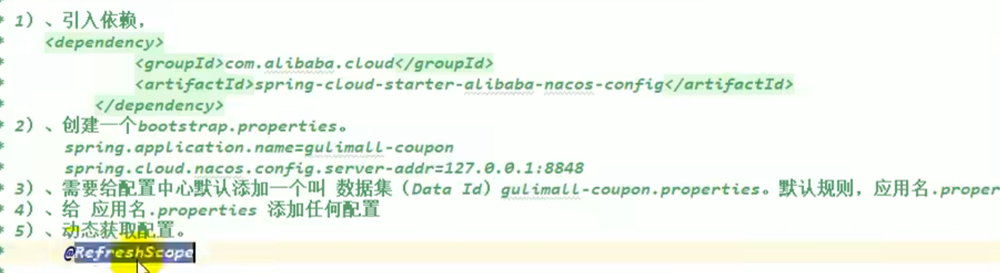 * 1）、引入依赖，
* <dependency>
* <groupId>com.alibaba.cloud</groupId>
* <artifactId>spring-cloud-starter-alibaba-nacos-config</artifactId>
* </dependency>
* 2）、创建一个bootstrap.properties。
* spring.application.name=gulimall-coupon
* spring.cloud.nacos.config.server-addr=127.0.0.1:8848
* 3）、需要给配置中心默认添加一个叫 数据集（Data Id）gulimall-coupon.properties。默认规则，应用名.proper
* 4）、给 应用名.properties 添加任何配置
* 5）、动态获取配置。
* @RefreshScope
*